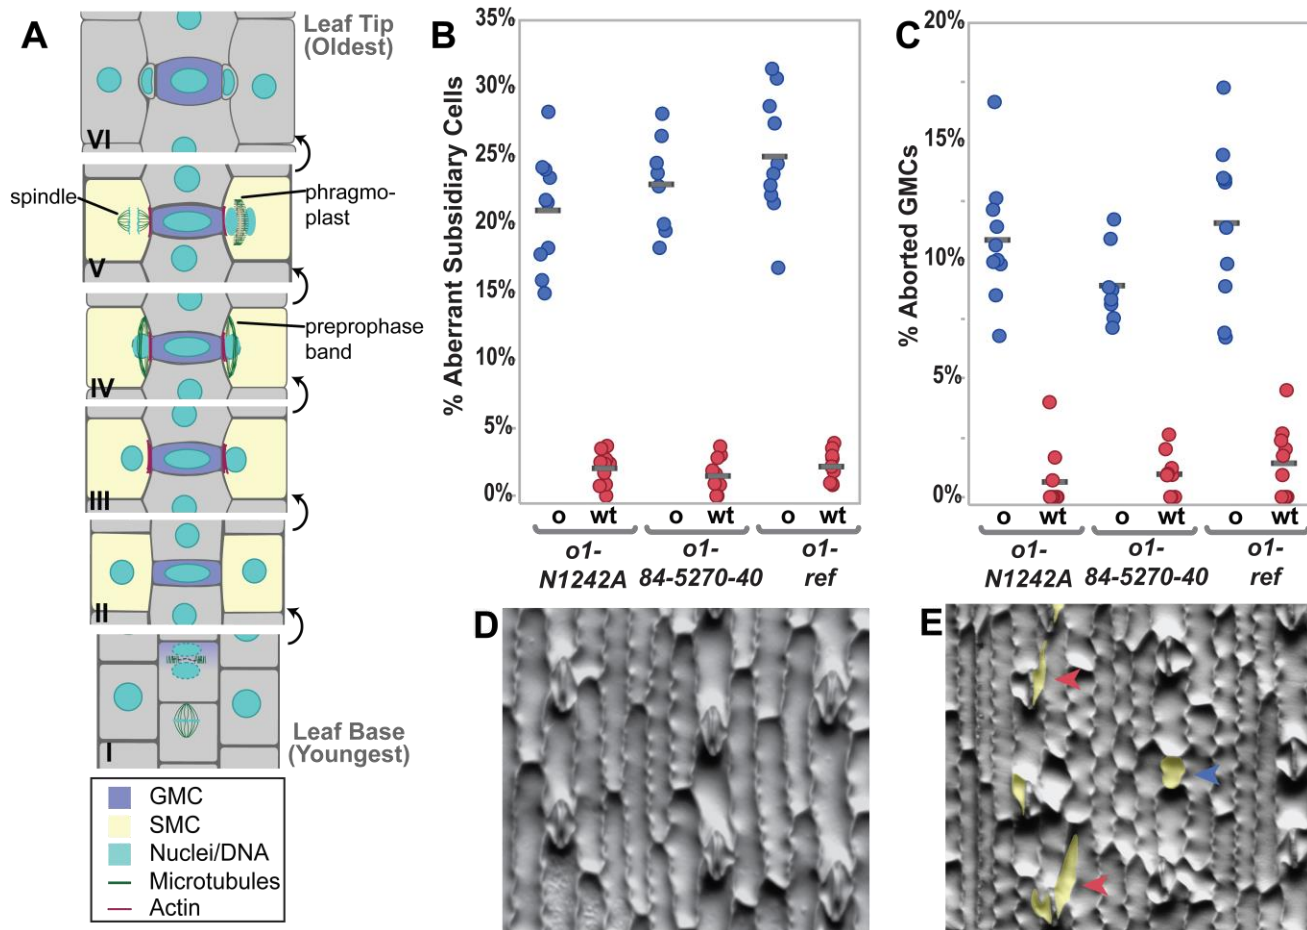 A
Leaf Tip
(Oldest)
VI
spindle
phragmo-
plast
V
preprophase
band
IV
III
II
I
Leaf Base
(Youngest)
GMC
SMC
Nuclei/DNA
Microtubules
Actin
B
% Aberrant Subsidiary Cells
35%
30%
25%
20%
15%
10%
5%
0%
o wt o wt o wt
o1-
N1242A
o1-
84-5270-40
o1-
ref
C
% Aborted GMCs
20%
15%
10%
5%
0%
o wt o wt o wt
o1-
N1242A
o1-
84-5270-40
o1-
ref
D
E